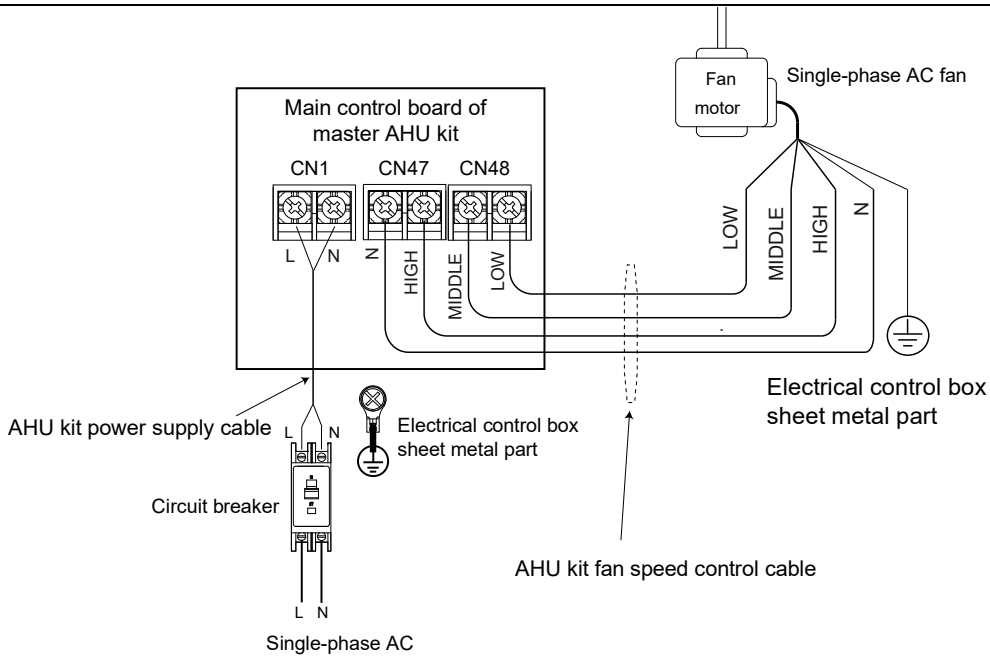 Fan
motor
Single-phase AC fan
Main control board of
master AHU kit
CN1
CN47
CN48
L
N
N
HIGH
MIDDLE
LOW
LOW
MIDDLE
HIGH
N
Electrical control box
sheet metal part
AHU kit power supply cable
L
N
Electrical control box
sheet metal part
Circuit breaker
AHU kit fan speed control cable
L
N
Single-phase AC